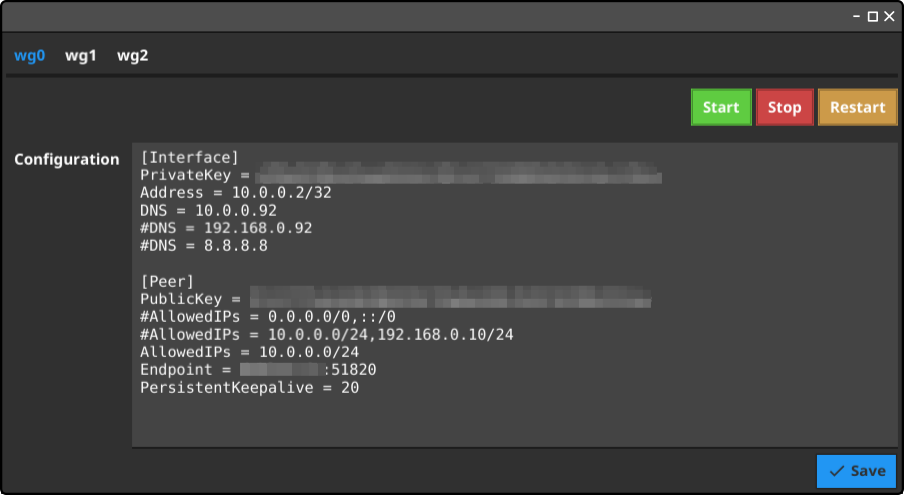 wg0 wg1 wg2
Start Stop Restart
Configuration
[Interface]
PrivateKey =
Address = 10.0.0.2/32
DNS = 10.0.0.92
#DNS = 192.168.0.92
#DNS = 8.8.8.8
[Peer]
PublicKey =
#AllowedIPs = 0.0.0.0/0,::/0
#AllowedIPs = 10.0.0.0/24,192.168.0.10/24
AllowedIPs = 10.0.0.0/24
Endpoint = :51820
PersistentKeepalive = 20
Save